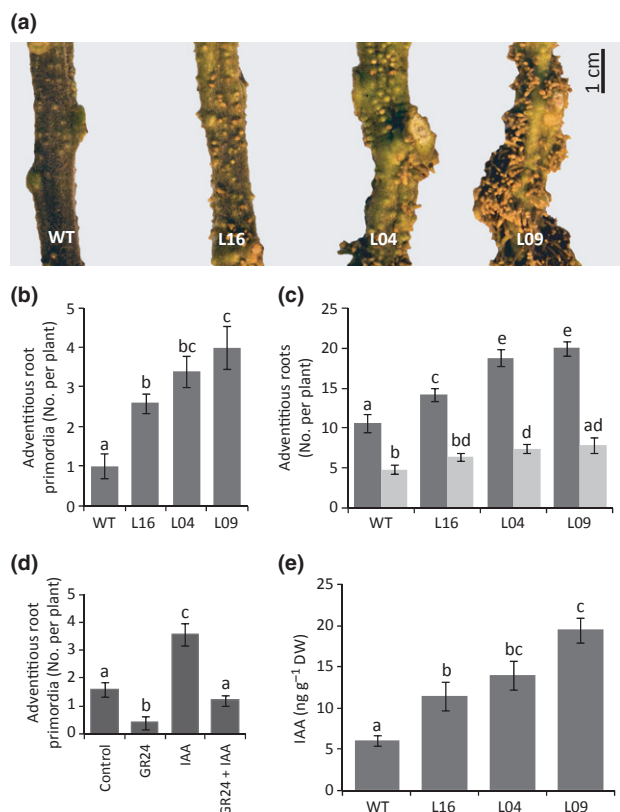 (a)
1 cm
WT
L16
L04
L09
(b)
Adventitious root
primordia (No. per plant)
5
4
3
2
1
0
a
b
bc
c
WT
L16
L04
L09
(c)
Adventitious roots
(No. per plant)
25
20
15
10
5
0
a
b
c
bd
e
d
e
ad
WT
L16
L04
L09
(d)
Adventitious root
primordia (No. per plant)
5
4
3
2
1
0
a
b
c
a
Control
GR24
IAA
GR24 + IAA
(e)
IAA (ng g⁻¹ DW)
25
20
15
10
5
0
a
b
bc
c
WT
L16
L04
L09